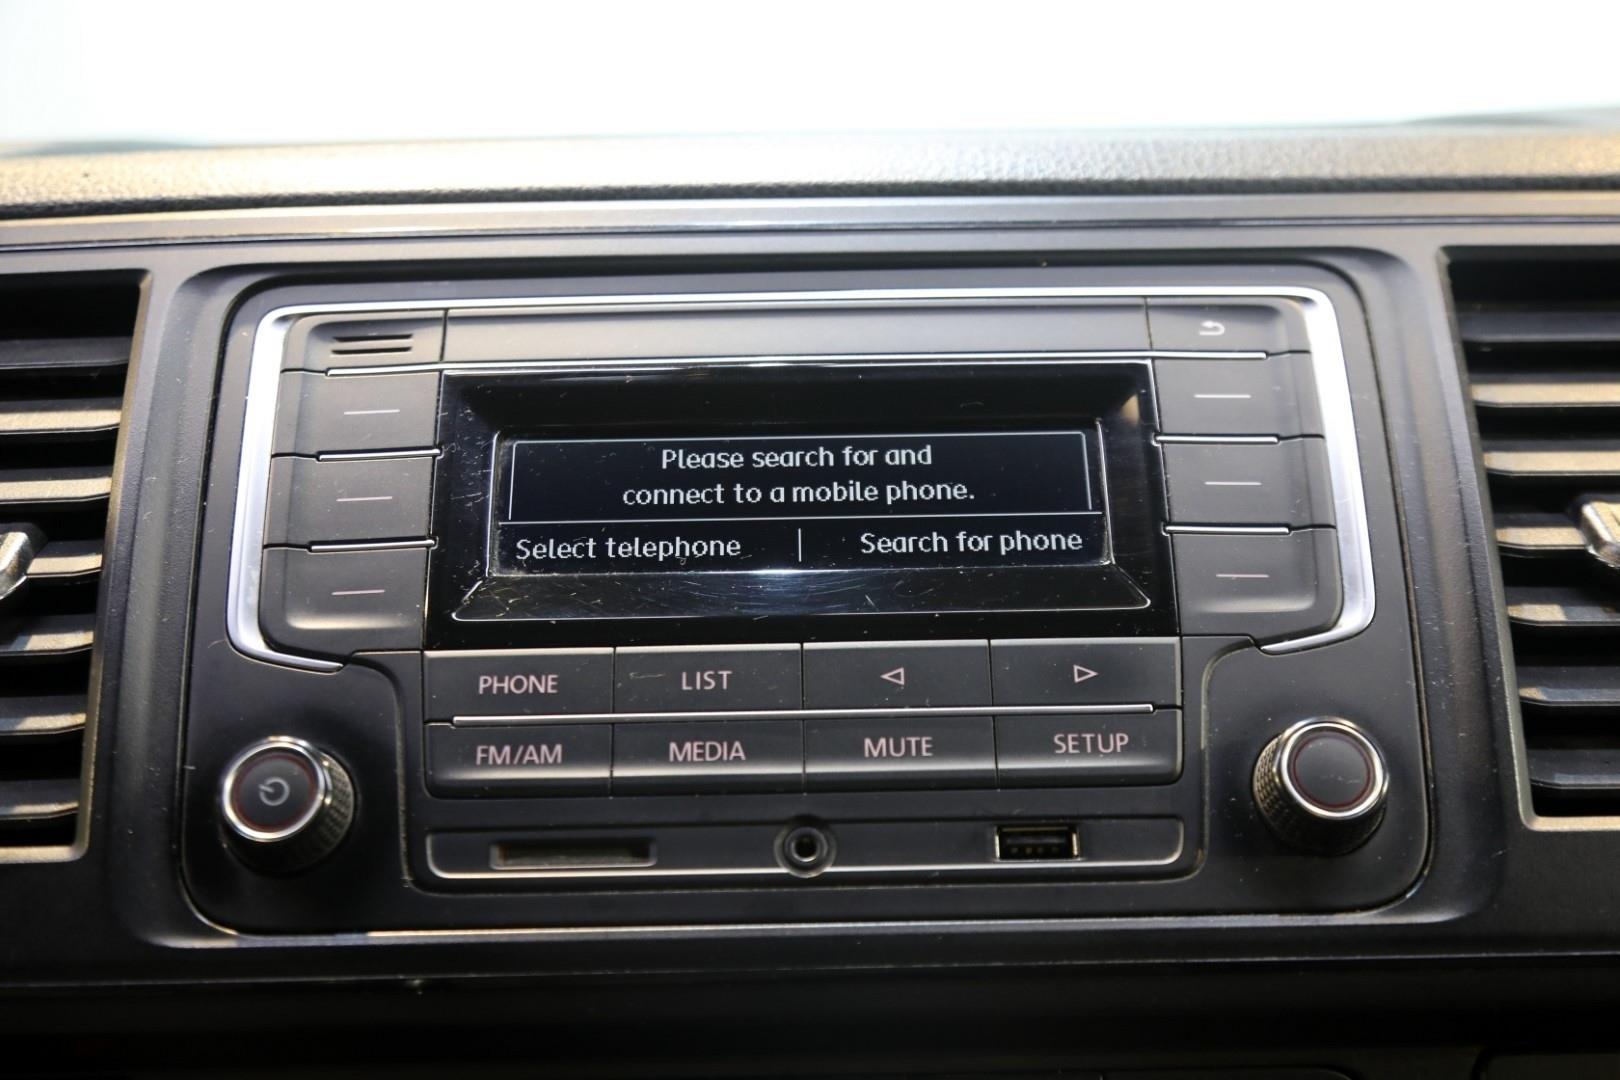 Please search for and
connect to a mobile phone.
Select telephone | Search for phone
PHONE LIST
FM/AM MEDIA MUTE SETUP